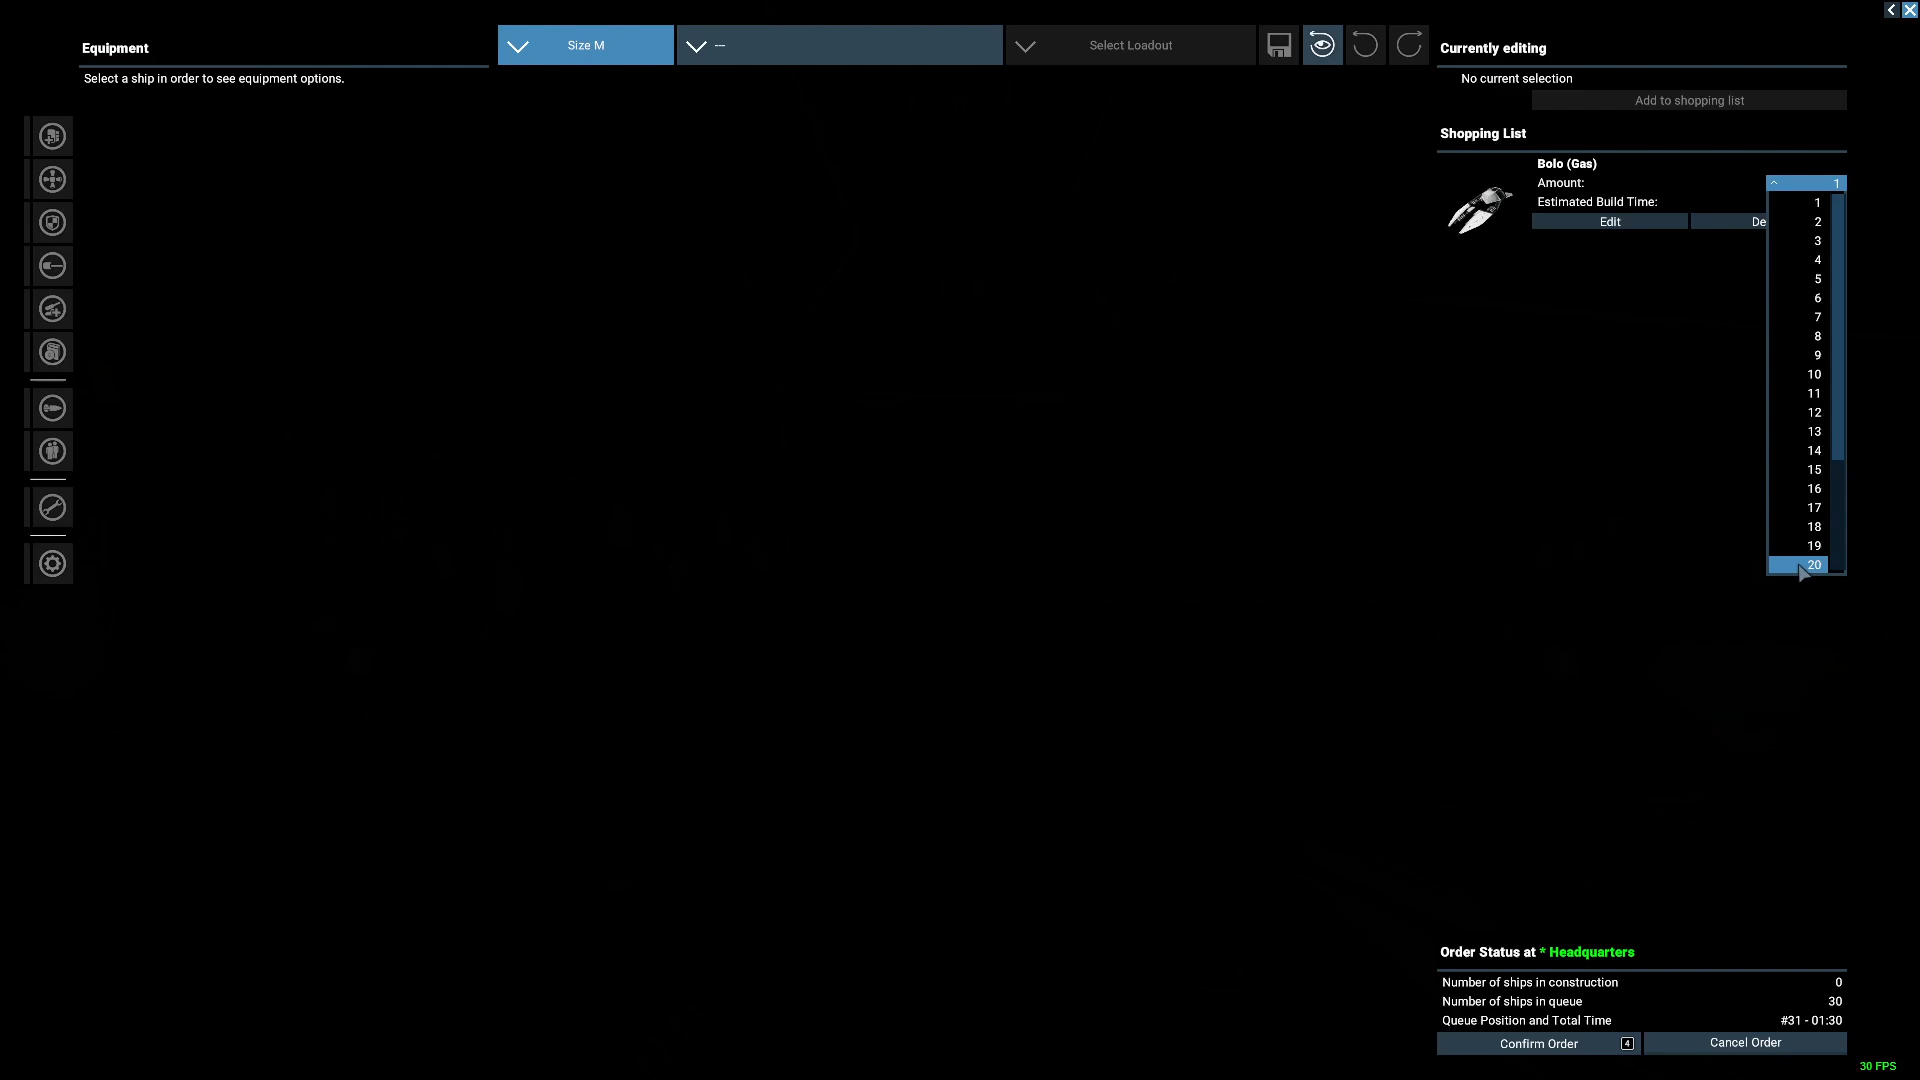 Equipment
Select a ship in order to see equipment options.
Size M
---
Select Loadout
Currently editing
No current selection
Add to shopping list
Shopping List
Bolo (Gas)
Amount:
1
Estimated Build Time:
Edit
De
1
2
3
4
5
6
7
8
9
10
11
12
13
14
15
16
17
18
19
20
Order Status at * Headquarters
Number of ships in construction 0
Number of ships in queue 30
Queue Position and Total Time #31 - 01:30
Confirm Order 4
Cancel Order
30 FPS